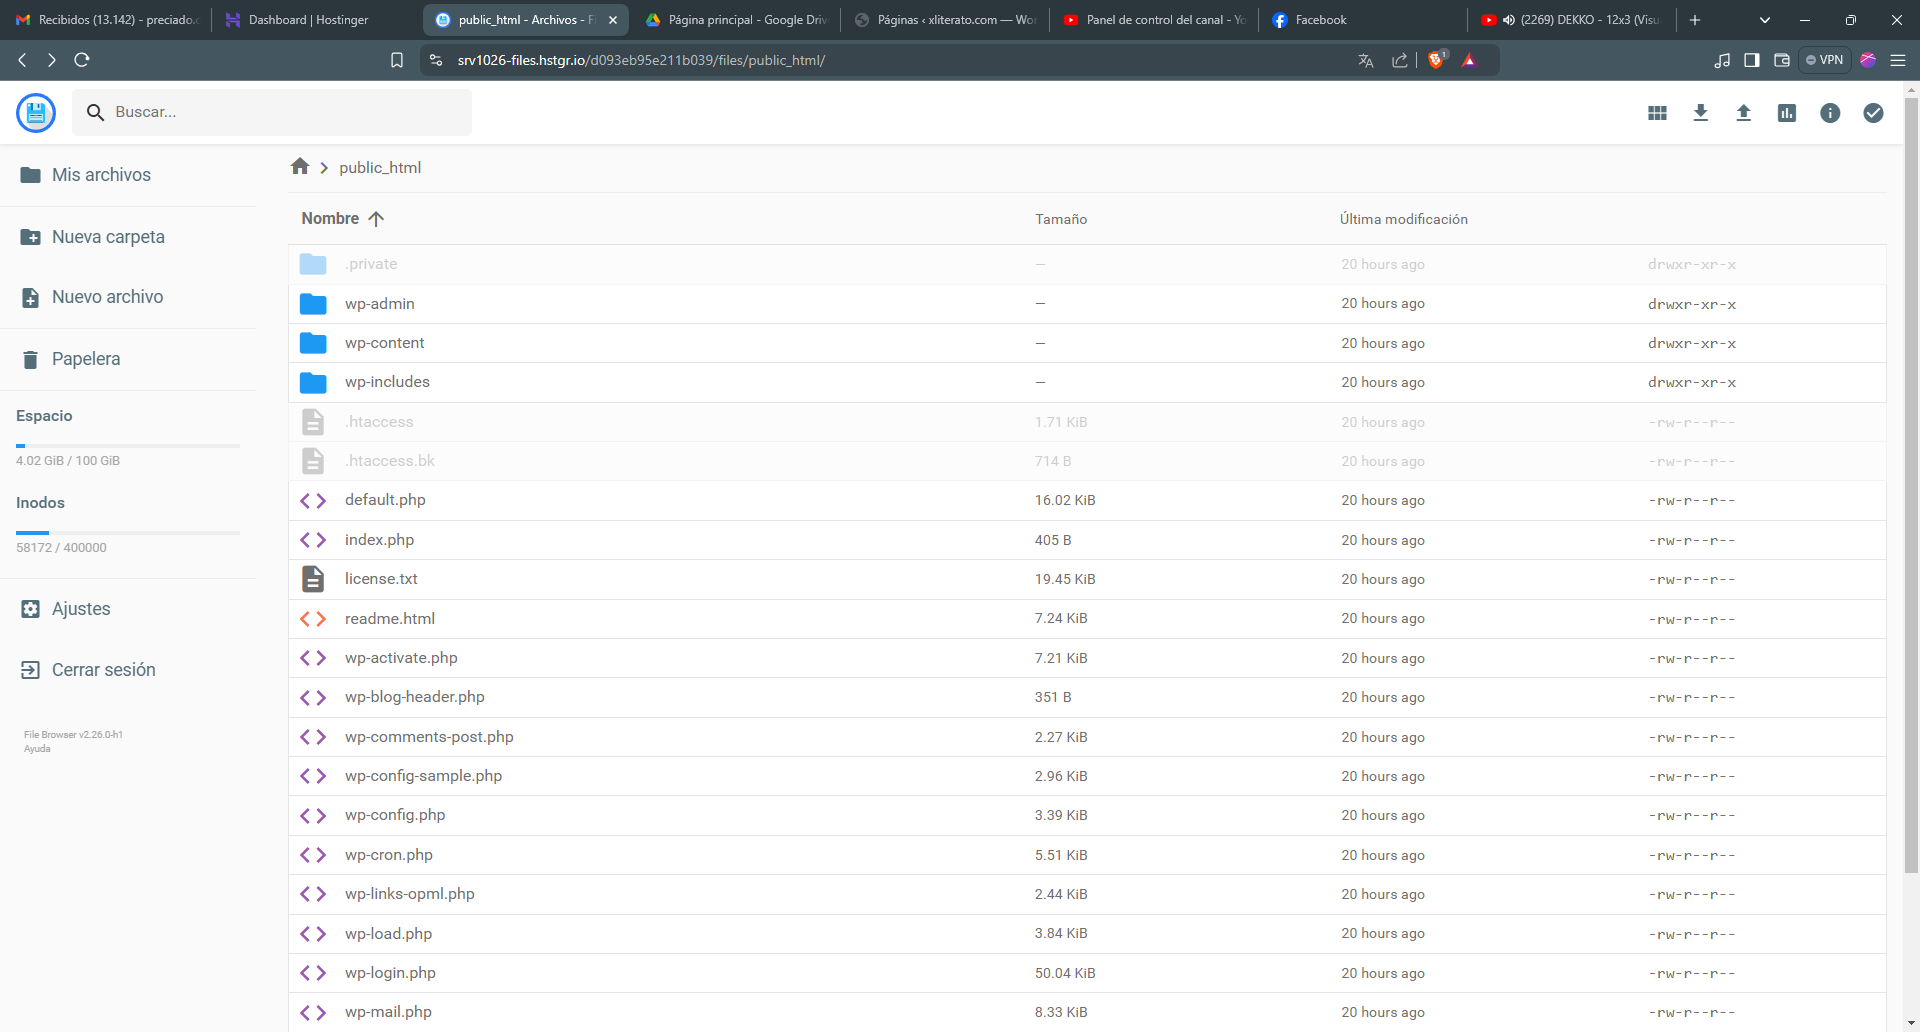 Recibidos (13.142) - preciado.c
Dashboard | Hostinger
public_html - Archivos - Fi
Página principal - Google Driv
Páginas ‹ xliterato.com — Wor
Panel de control del canal - Yo
Facebook
(2269) DEKKO - 12x3 (Visu
srv1026-files.hstgr.io/d093eb95e211b039/files/public_html/
1
VPN
Buscar...
Mis archivos
Nueva carpeta
Nuevo archivo
Papelera
Espacio
4.02 GiB / 100 GiB
Inodos
58172 / 400000
Ajustes
Cerrar sesión
File Browser v2.26.0-h1
Ayuda
public_html
Nombre Tamaño Última modificación
.private — 20 hours ago drwxr-xr-x
wp-admin — 20 hours ago drwxr-xr-x
wp-content — 20 hours ago drwxr-xr-x
wp-includes — 20 hours ago drwxr-xr-x
.htaccess 1.71 KiB 20 hours ago -rw-r--r--
.htaccess.bk 714 B 20 hours ago -rw-r--r--
default.php 16.02 KiB 20 hours ago -rw-r--r--
index.php 405 B 20 hours ago -rw-r--r--
license.txt 19.45 KiB 20 hours ago -rw-r--r--
readme.html 7.24 KiB 20 hours ago -rw-r--r--
wp-activate.php 7.21 KiB 20 hours ago -rw-r--r--
wp-blog-header.php 351 B 20 hours ago -rw-r--r--
wp-comments-post.php 2.27 KiB 20 hours ago -rw-r--r--
wp-config-sample.php 2.96 KiB 20 hours ago -rw-r--r--
wp-config.php 3.39 KiB 20 hours ago -rw-r--r--
wp-cron.php 5.51 KiB 20 hours ago -rw-r--r--
wp-links-opml.php 2.44 KiB 20 hours ago -rw-r--r--
wp-load.php 3.84 KiB 20 hours ago -rw-r--r--
wp-login.php 50.04 KiB 20 hours ago -rw-r--r--
wp-mail.php 8.33 KiB 20 hours ago -rw-r--r--